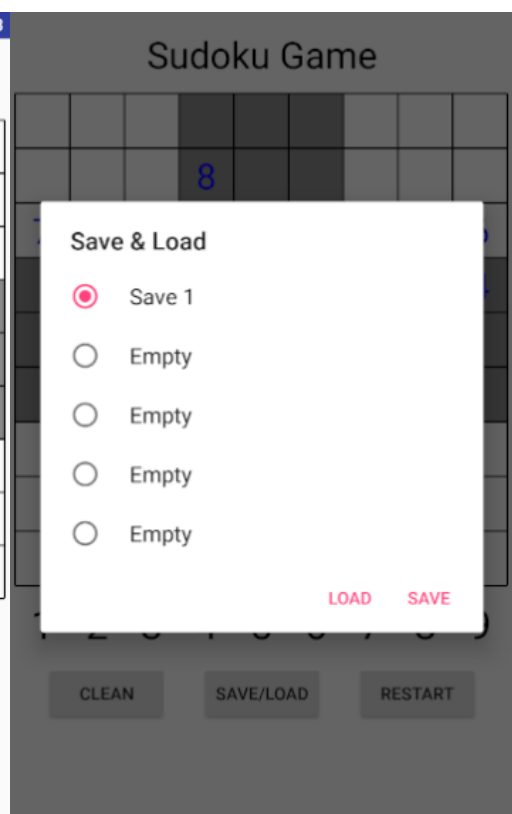 Sudoku Game
8
Save & Load
Save 1
Empty
Empty
Empty
Empty
LOAD SAVE
CLEAN SAVE/LOAD RESTART